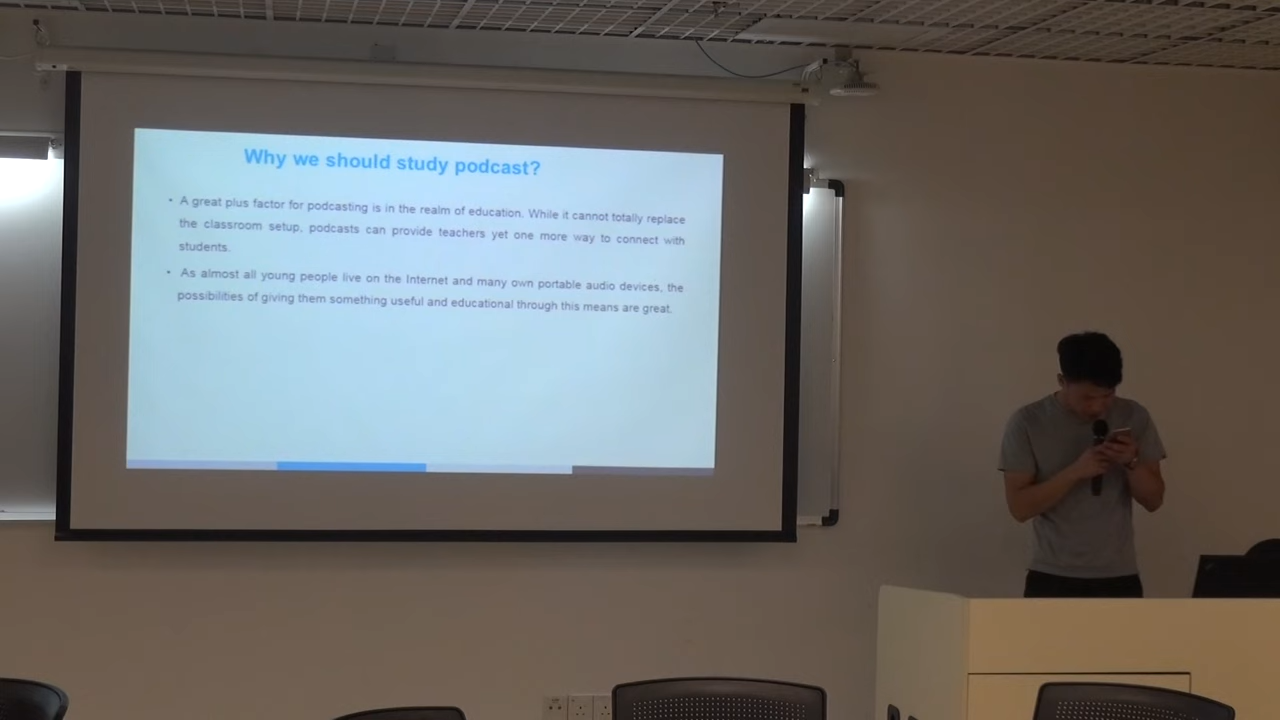 Why we should study podcast?
• A great plus factor for podcasting is in the realm of education. While it cannot totally replace
the classroom setup, podcasts can provide teachers yet one more way to connect with
students.
• As almost all young people live on the Internet and many own portable audio devices, the
possibilities of giving them something useful and educational through this means are great.